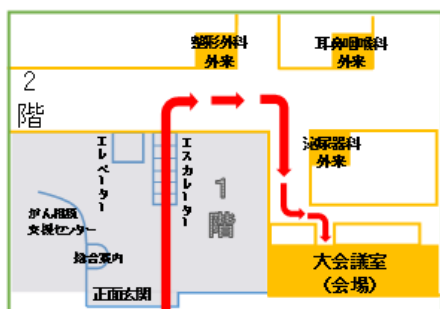 整形外科
外来
耳鼻咽喉科
外来
2
階
エレベーター
エスカレーター
泌尿器科
外来
1
階
がん相談
支援センター
総合案内
大会議室
(会場)
正面玄関